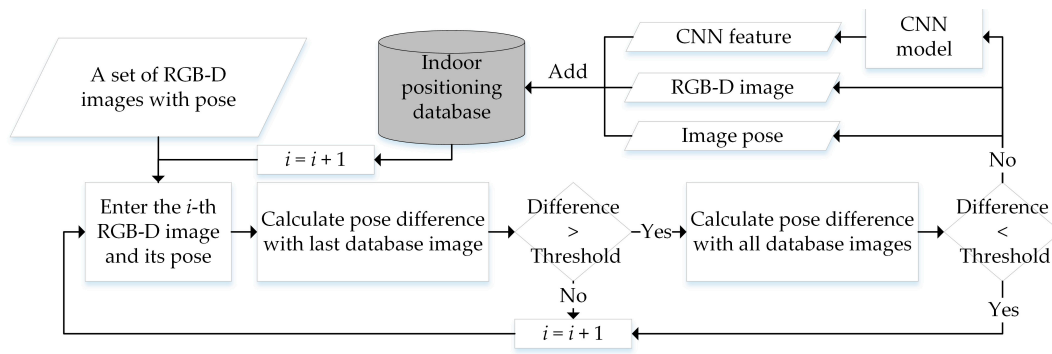 A set of RGB-D
images with pose
Indoor
positioning
database
Add
CNN feature
RGB-D image
Image pose
CNN
model
i = i + 1
No
Enter the i-th
RGB-D image
and its pose
Calculate pose difference
with last database image
Difference
>
Threshold
Yes
Calculate pose difference
with all database images
Difference
<
Threshold
No
Yes
i = i + 1